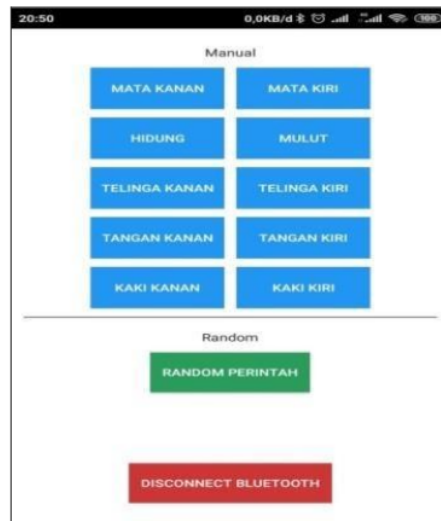 20:50 0,0KB/d 100
Manual
MATA KANAN MATA KIRI
HIDUNG MULUT
TELINGA KANAN TELINGA KIRI
TANGAN KANAN TANGAN KIRI
KAKI KANAN KAKI KIRI
Random
RANDOM PERINTAH
DISCONNECT BLUETOOTH